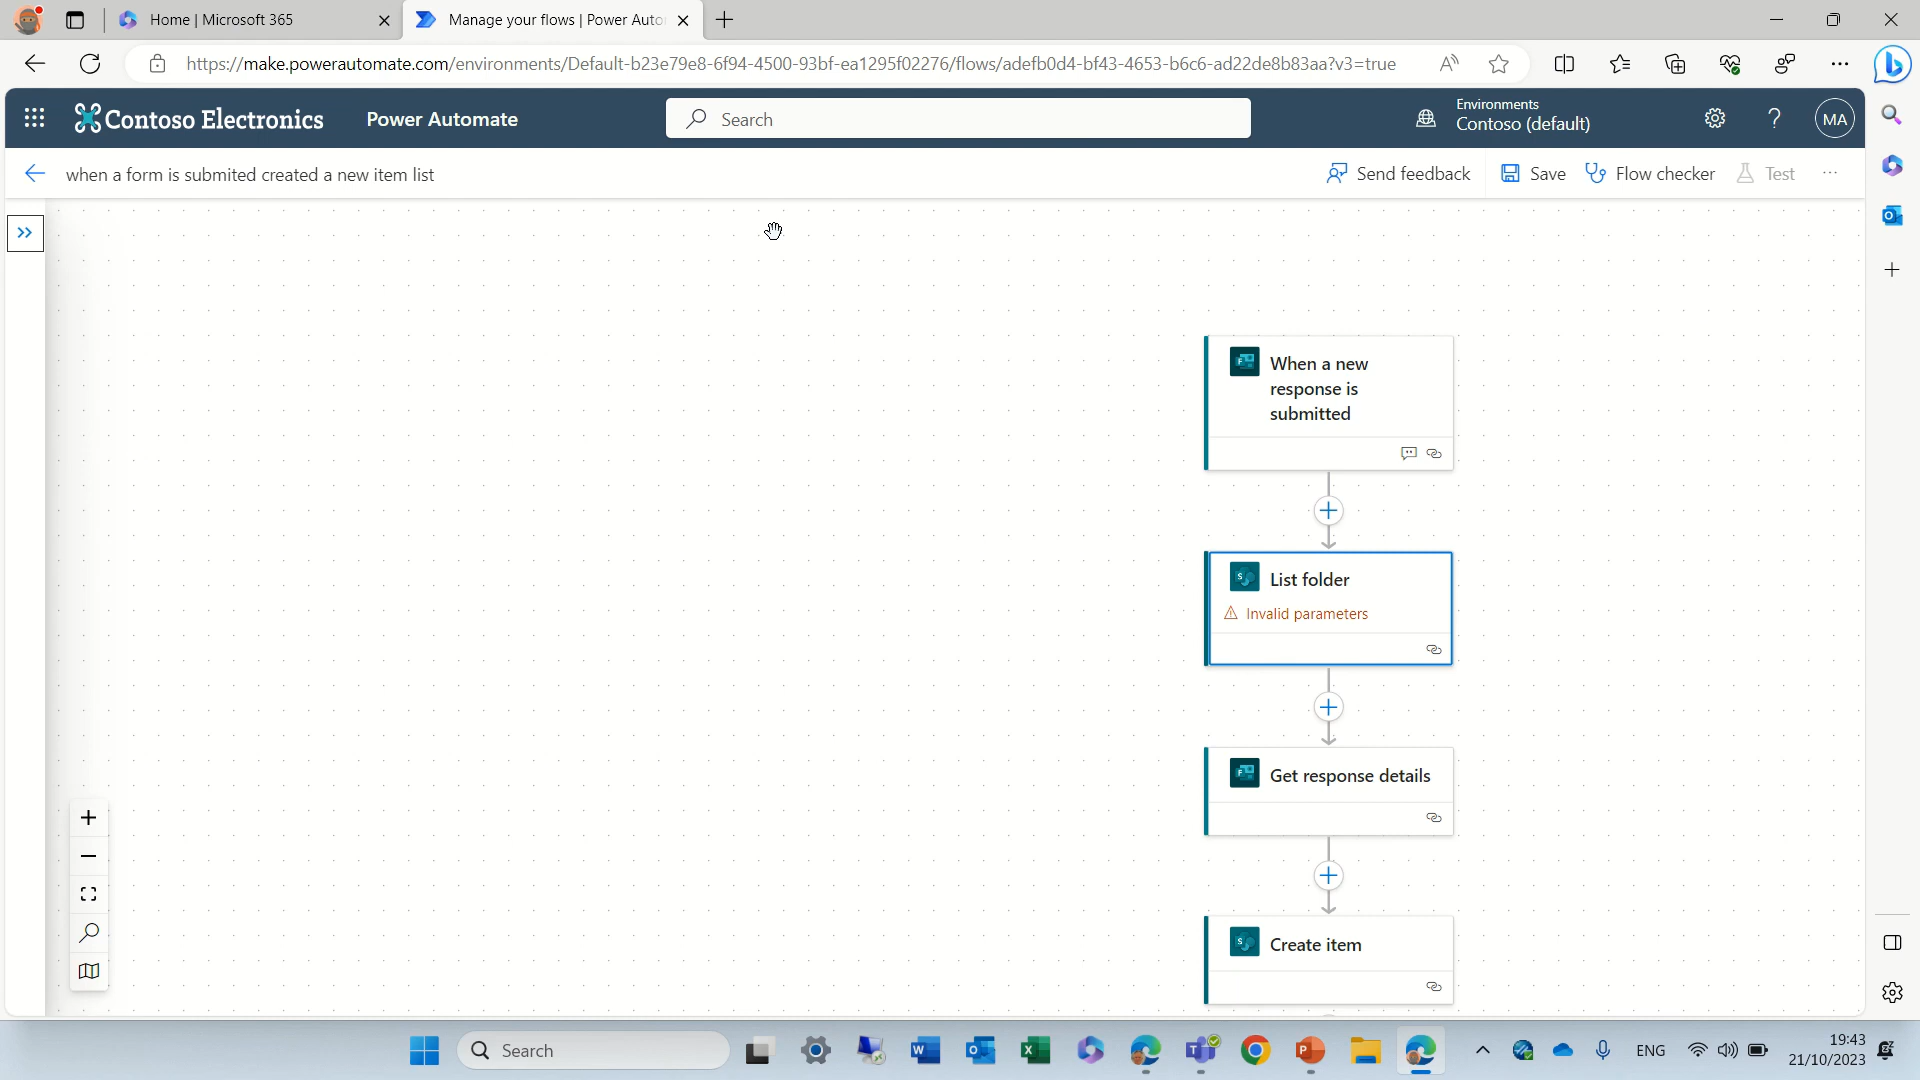 Home | Microsoft 365
Manage your flows | Power Auto
https://make.powerautomate.com/environments/Default-b23e79e8-6f94-4500-93bf-ea1295f02276/flows/adefb0d4-bf43-4653-b6c6-ad22de8b83aa?v3=true
Contoso Electronics
Power Automate
Search
Environments
Contoso (default)
MA
when a form is submited created a new item list
Send feedback
Save
Flow checker
Test
When a new
response is
submitted
List folder
Invalid parameters
Get response details
Create item
Search
ENG
19:43
21/10/2023